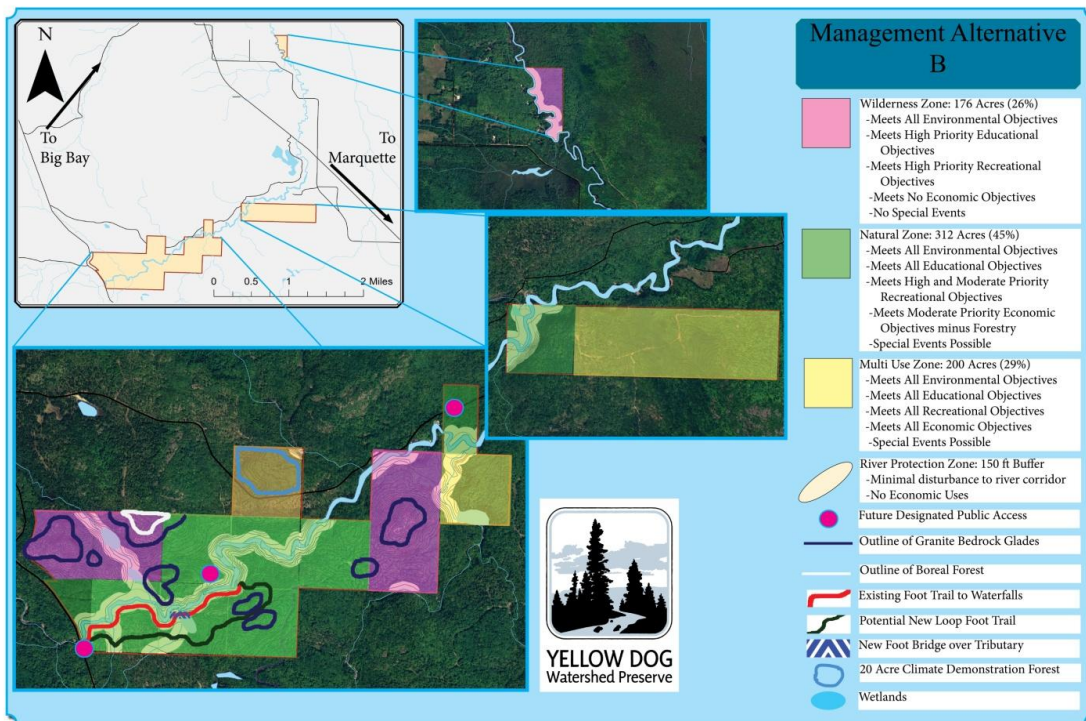 N
To
Big Bay
To
Marquette
0 0.5 1 2 Miles
YELLOW DOG
Watershed Preserve
Management Alternative
B
Wilderness Zone: 176 Acres (26%)
-Meets All Environmental Objectives
-Meets High Priority Educational
Objectives
-Meets High Priority Recreational
Objectives
-Meets No Economic Objectives
-No Special Events
Natural Zone: 312 Acres (45%)
-Meets All Environmental Objectives
-Meets All Educational Objectives
-Meets High and Moderate Priority
Recreational Objectives
-Meets Moderate Priority Economic
Objectives minus Forestry
-Special Events Possible
Multi Use Zone: 200 Acres (29%)
-Meets All Environmental Objectives
-Meets All Educational Objectives
-Meets All Recreational Objectives
-Meets All Economic Objectives
-Special Events Possible
River Protection Zone: 150 ft Buffer
-Minimal disturbance to river corridor
-No Economic Uses
Future Designated Public Access
Outline of Granite Bedrock Glades
Outline of Boreal Forest
Existing Foot Trail to Waterfalls
Potential New Loop Foot Trail
New Foot Bridge over Tributary
20 Acre Climate Demonstration Forest
Wetlands